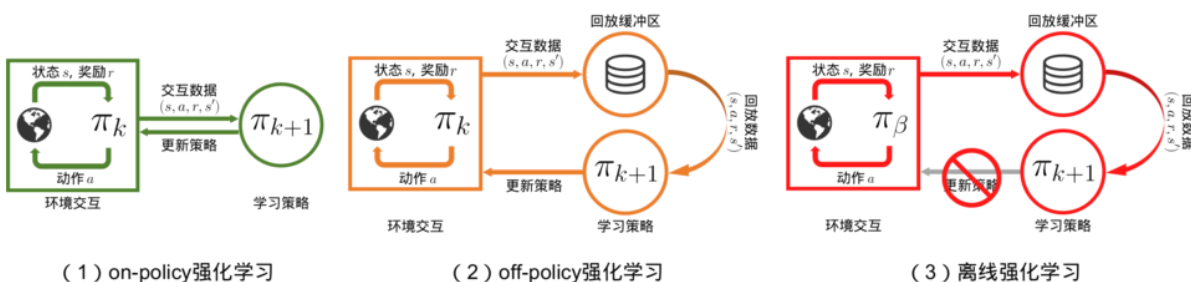 状态 s, 奖励 r
π_k
动作 a
环境交互
交互数据
(s, a, r, s′)
更新策略
π_{k+1}
学习策略
(1)on-policy强化学习
状态 s, 奖励 r
π_k
动作 a
环境交互
交互数据
(s, a, r, s′)
回放缓冲区
回放数据
(s, a, r, s′)
更新策略
π_{k+1}
学习策略
(2)off-policy强化学习
状态 s, 奖励 r
π_β
动作 a
环境交互
交互数据
(s, a, r, s′)
回放缓冲区
回放数据
(s, a, r, s′)
更新策略
π_{k+1}
学习策略
(3)离线强化学习